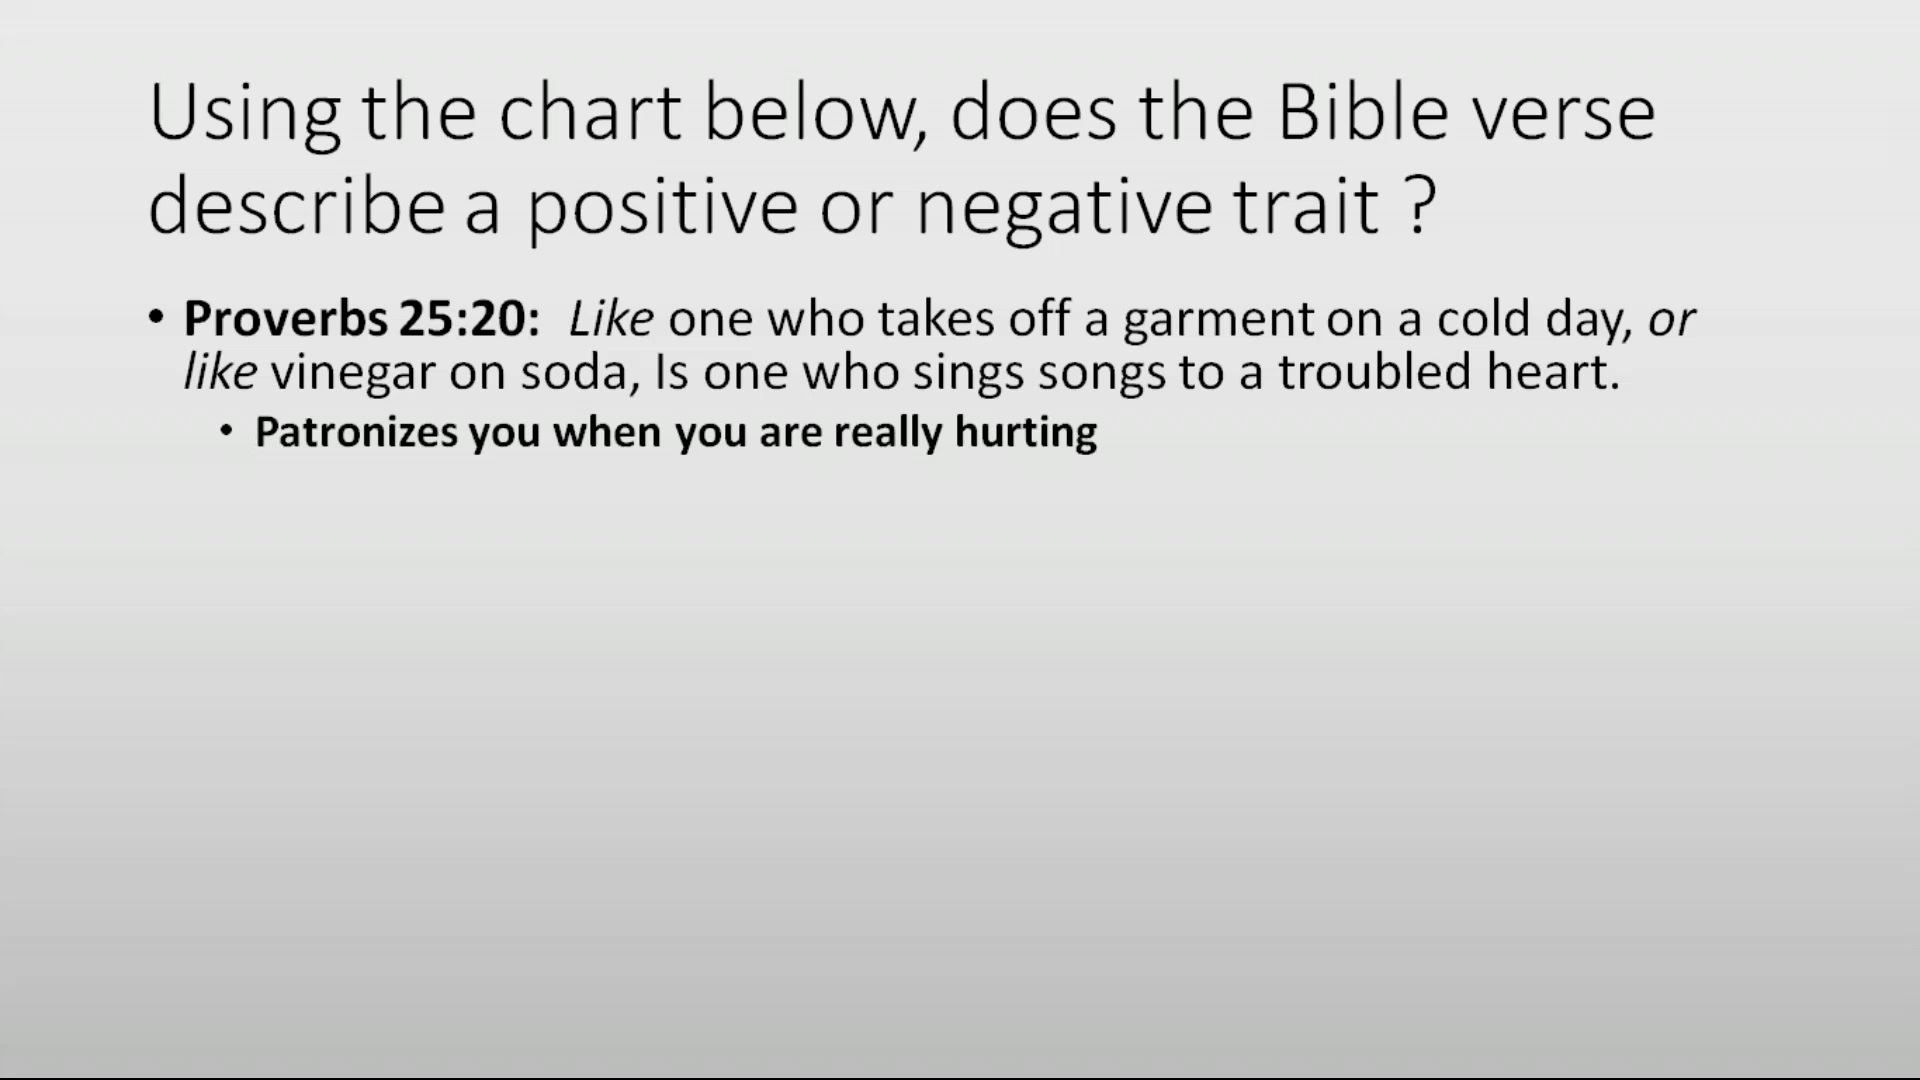 Using the chart below, does the Bible verse
describe a positive or negative trait ?
• Proverbs 25:20: Like one who takes off a garment on a cold day, or
like vinegar on soda, Is one who sings songs to a troubled heart.
• Patronizes you when you are really hurting